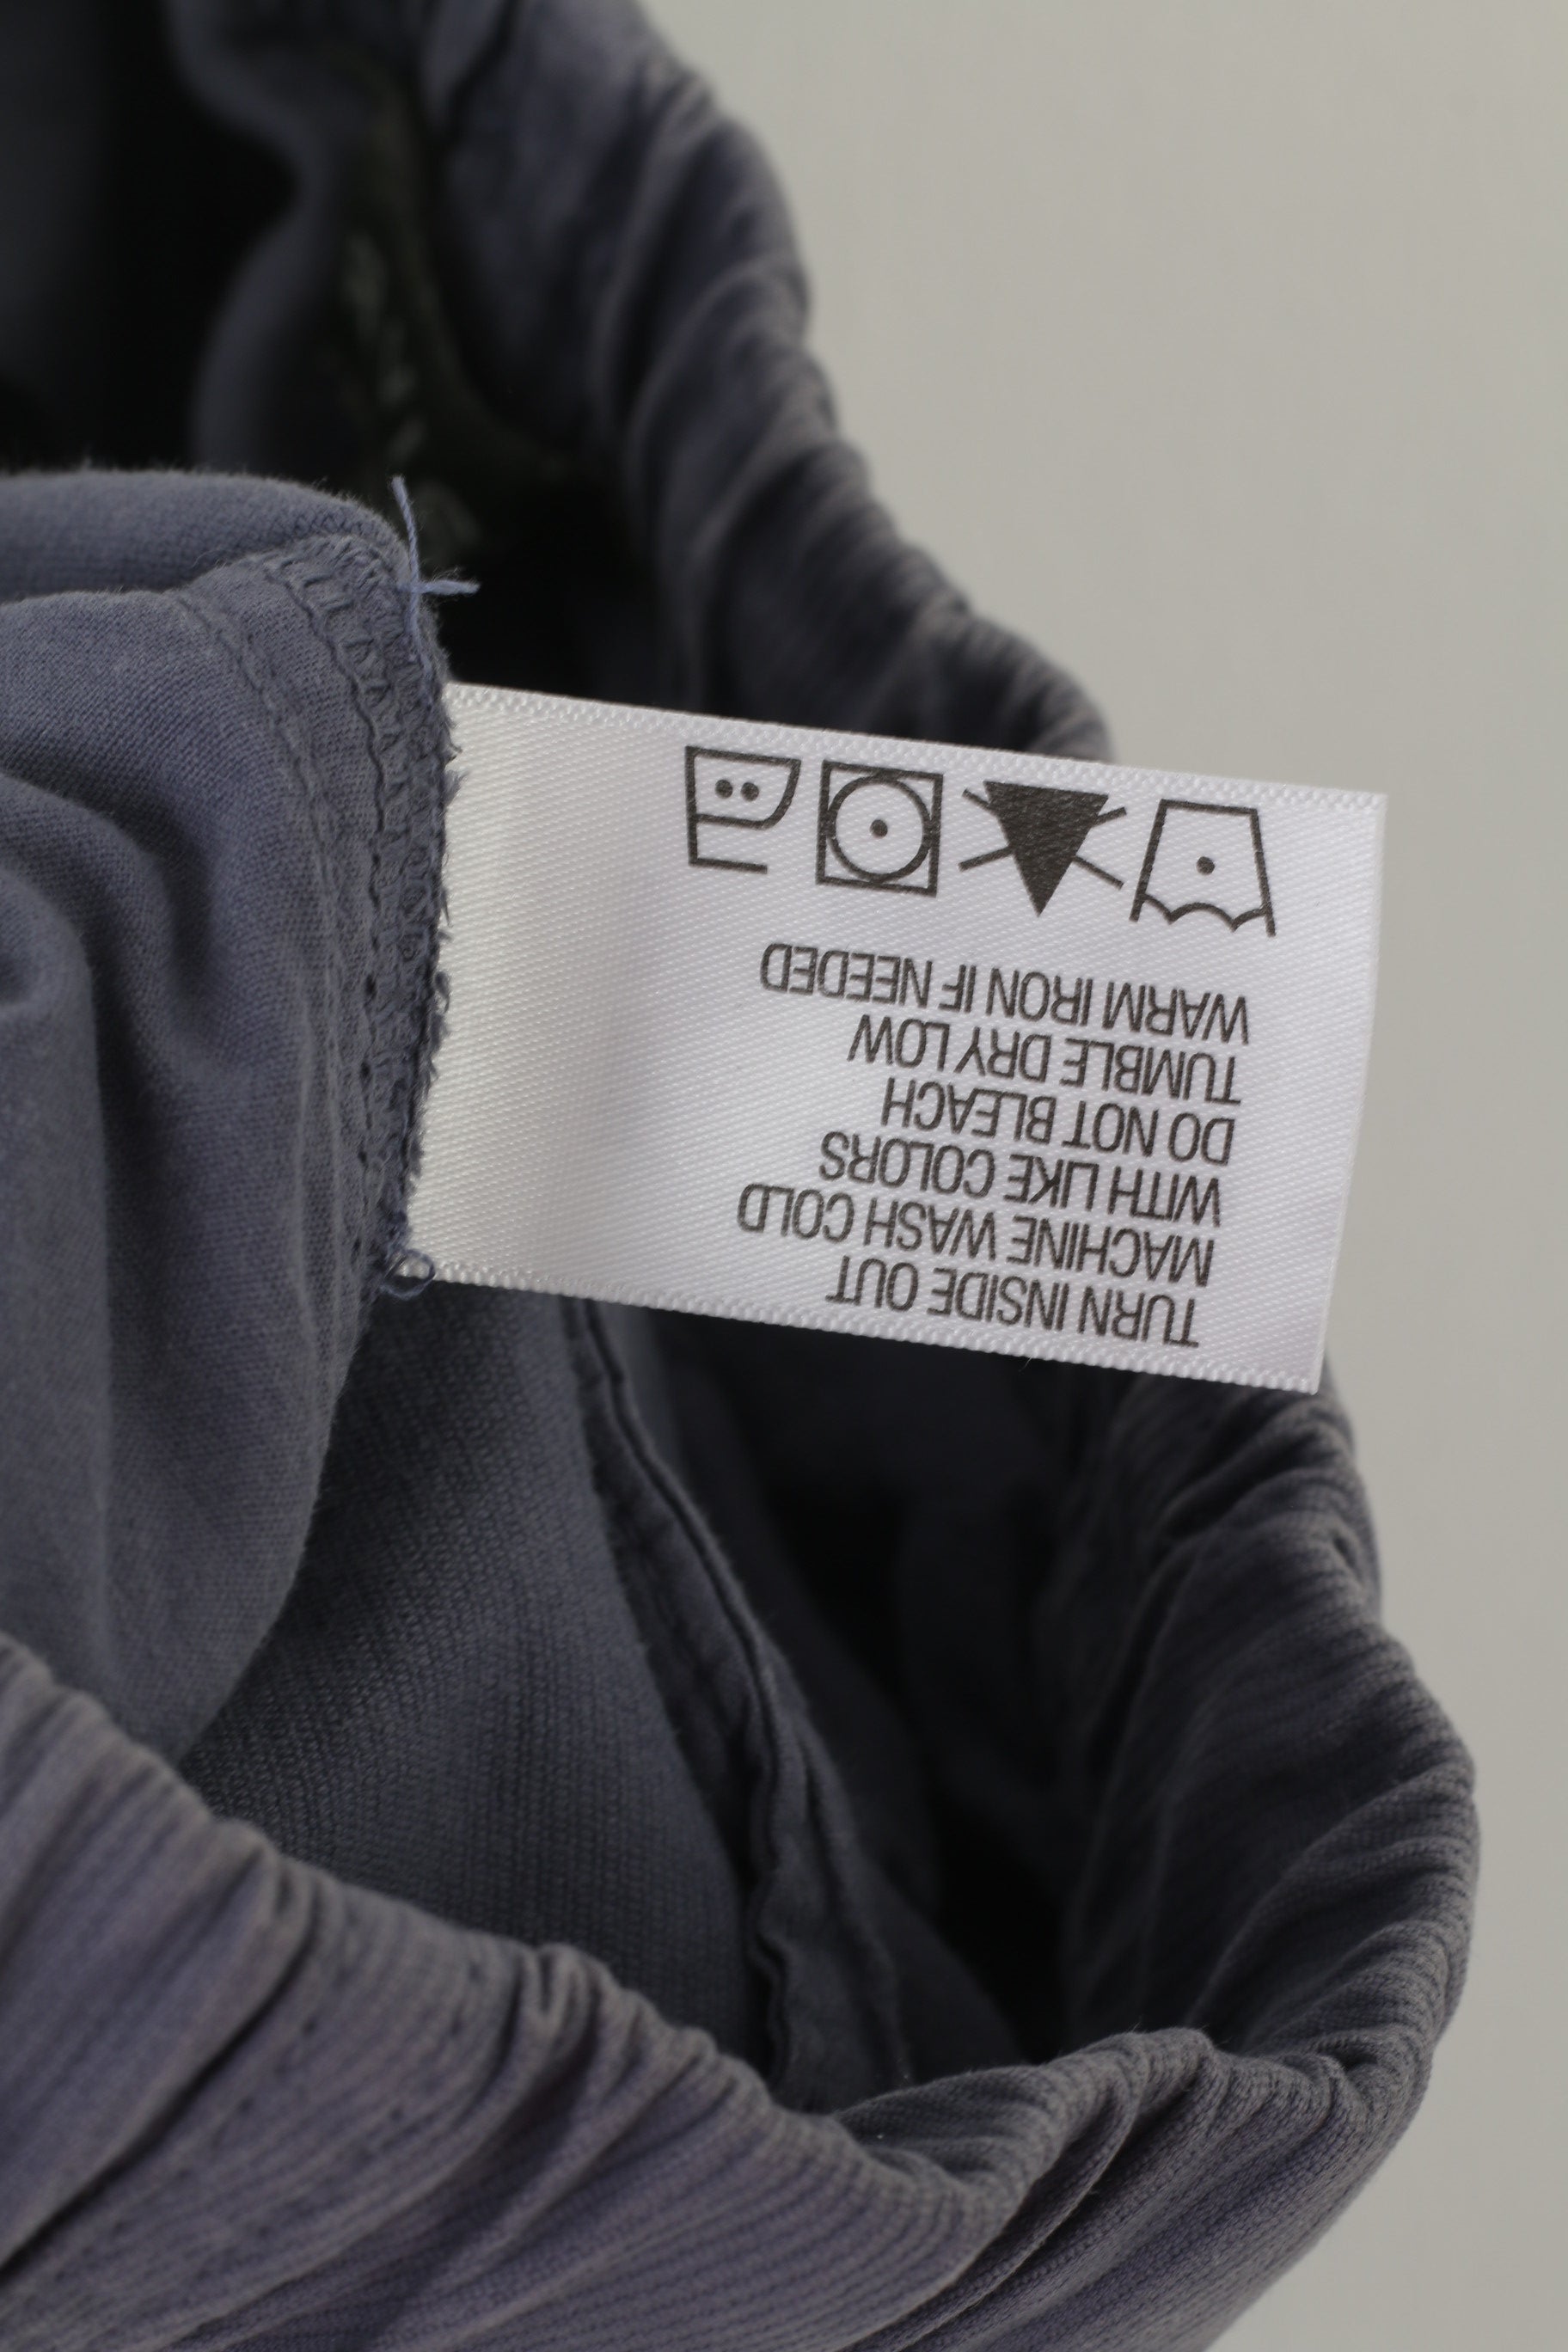 TURN INSIDE OUT
MACHINE WASH COLD
WITH LIKE COLORS
DO NOT BLEACH
TUMBLE DRY LOW
WARM IRON IF NEEDED